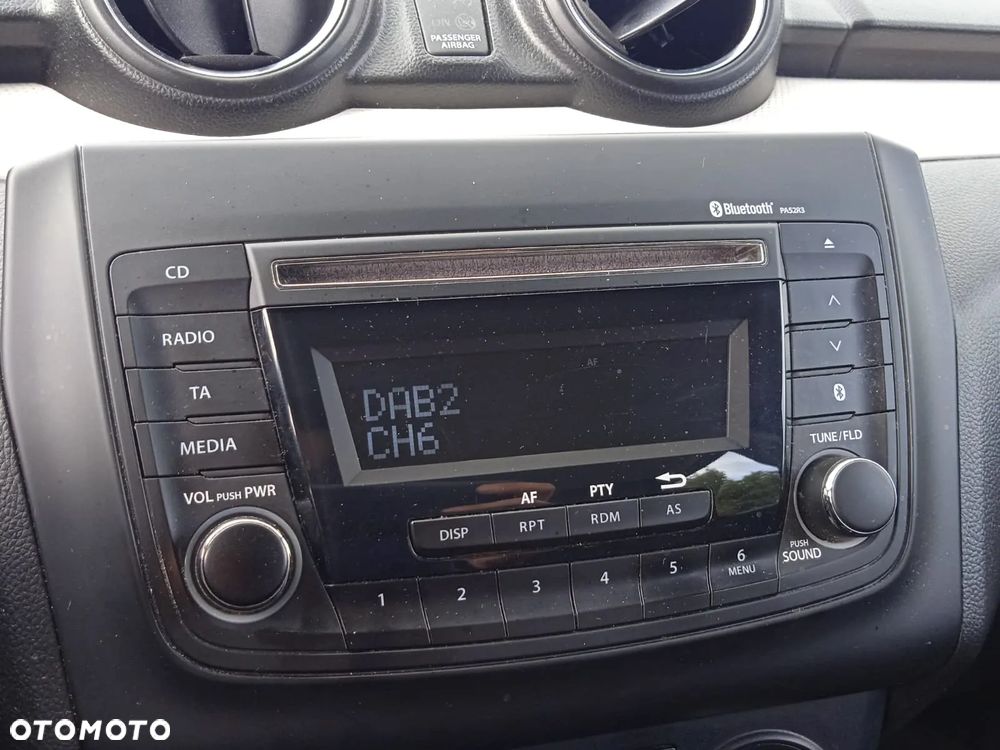 PASSENGER
AIRBAG
Bluetooth® PA52R3
CD
RADIO
TA
MEDIA
AF
DAB2
CH6
TUNE/FLD
VOL PUSH PWR
AF PTY
DISP RPT RDM AS
PUSH
SOUND
1 2 3 4 5 6
MENU
OTOMOTO